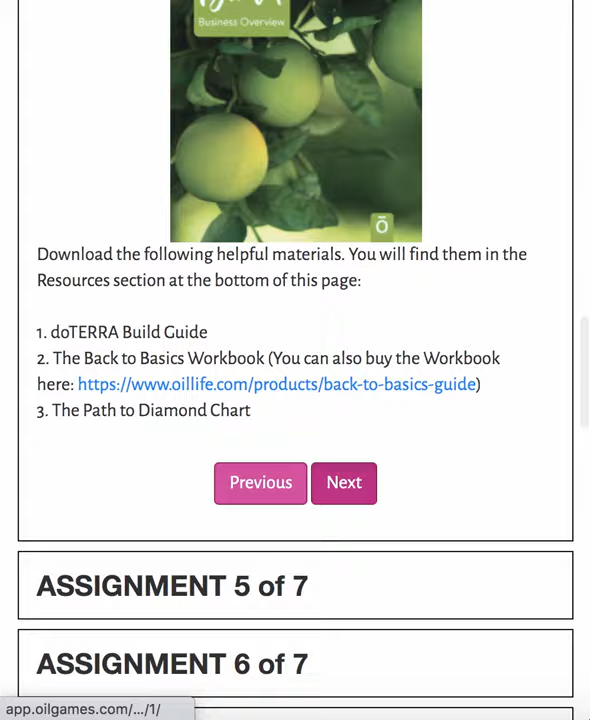 Business Overview
ō
Download the following helpful materials. You will find them in the
Resources section at the bottom of this page:
1. doTERRA Build Guide
2. The Back to Basics Workbook (You can also buy the Workbook
here: https://www.oillife.com/products/back-to-basics-guide)
3. The Path to Diamond Chart
Previous Next
ASSIGNMENT 5 of 7
ASSIGNMENT 6 of 7
app.oilgames.com/.../1/